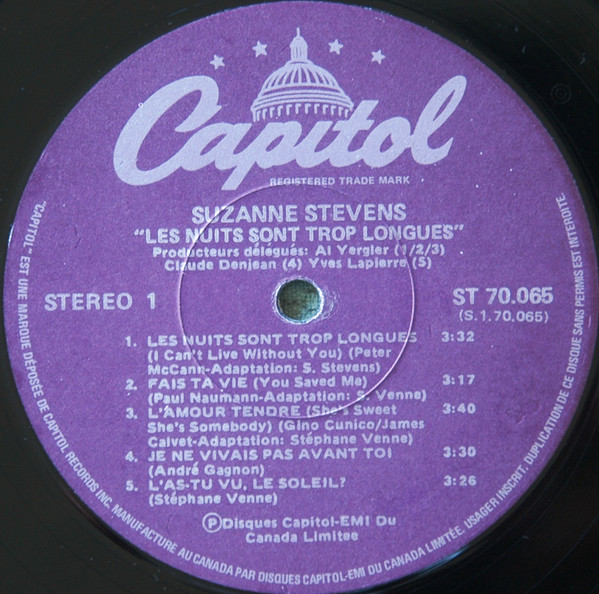 Capitol
REGISTERED TRADE MARK
SUZANNE STEVENS
"LES NUITS SONT TROP LONGUES"
Producteurs délégués: Al Yergler (1/2/3)
Claude Denjean (4) Yves Lapierre (5)
STEREO 1
ST 70.065
(S.1.70.065)
1. LES NUITS SONT TROP LONGUES 3:32
(I Can't Live Without You) (Peter
McCann-Adaptation: S. Stevens)
2. FAIS TA VIE (You Saved Me) 3:17
(Paul Naumann-Adaptation: S. Venne)
3. L'AMOUR TENDRE (She's Sweet 3:40
She's Somebody) (Gino Cunico/James
Calvet-Adaptation: Stéphane Venne)
4. JE NE VIVAIS PAS AVANT TOI 3:30
(André Gagnon)
5. L'AS-TU VU, LE SOLEIL? 3:26
(Stéphane Venne)
ⓅDisques Capitol-EMI Du
Canada Limitee
"CAPITOL" EST UNE MARQUE DÉPOSÉE DE CAPITOL RECORDS INC. MANUFACTURE AU CANADA PAR DISQUES CAPITOL-EMI DU CANADA LIMITÉE. USAGER INSCRIT. DUPLICATION DE CE DISQUE SANS PERMIS EST INTERDITE.